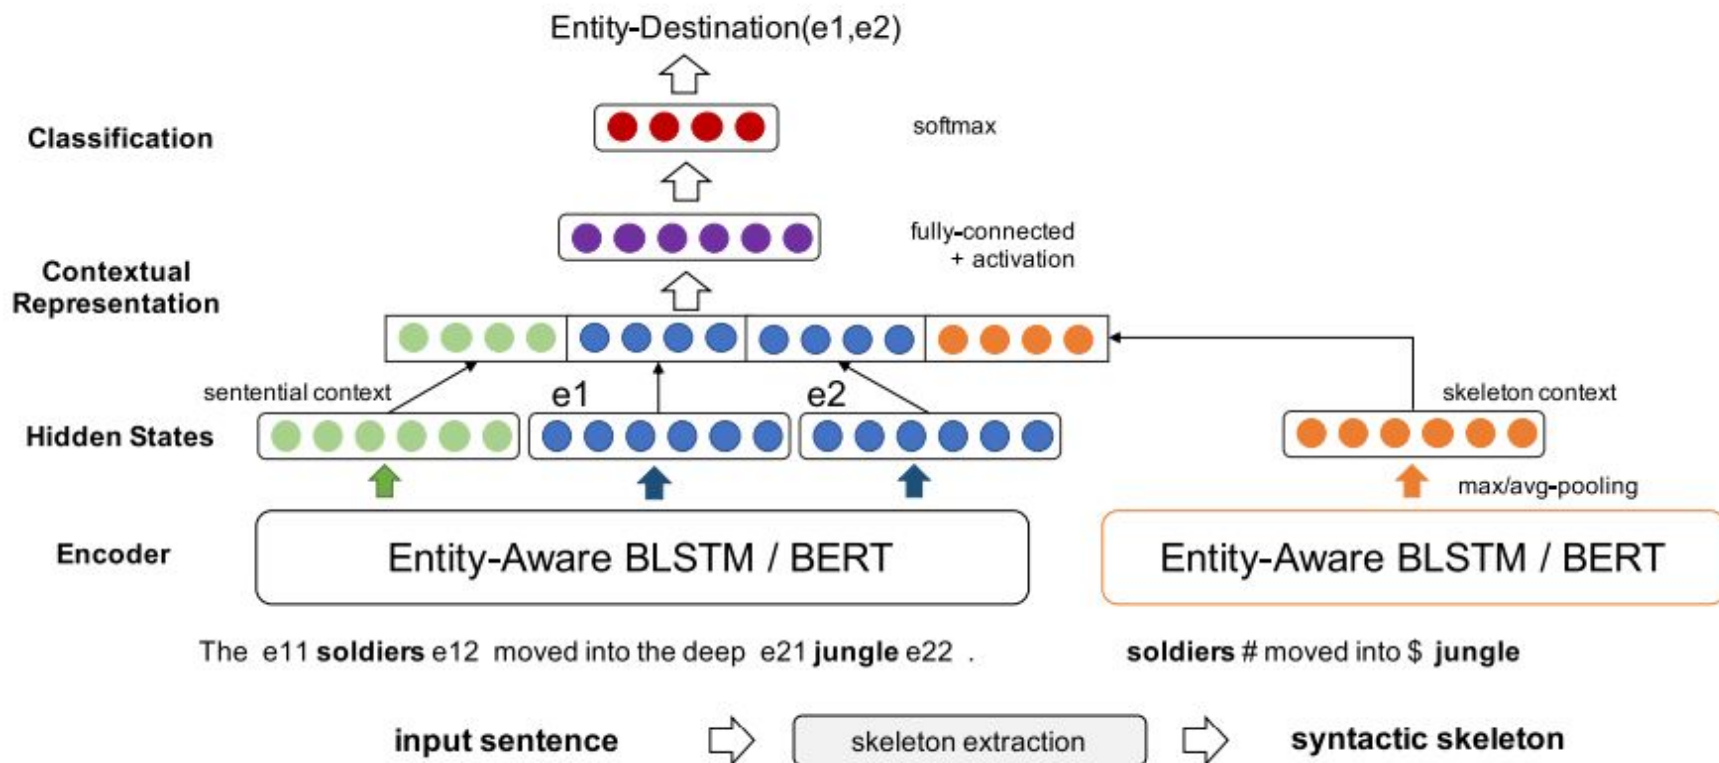 Entity-Destination(e1,e2)
Classification
softmax
fully-connected
+ activation
Contextual
Representation
sentential context
e1
e2
skeleton context
Hidden States
max/avg-pooling
Encoder
Entity-Aware BLSTM / BERT
Entity-Aware BLSTM / BERT
The e11 soldiers e12 moved into the deep e21 jungle e22 .
soldiers # moved into $ jungle
input sentence
skeleton extraction
syntactic skeleton